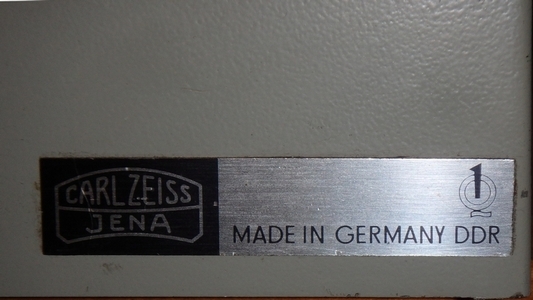 CARL ZEISS
JENA
1
MADE IN GERMANY DDR